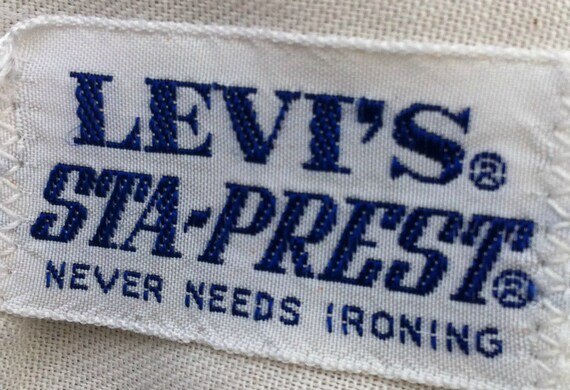 LEVI'S®
STA-PREST®
NEVER NEEDS IRONING